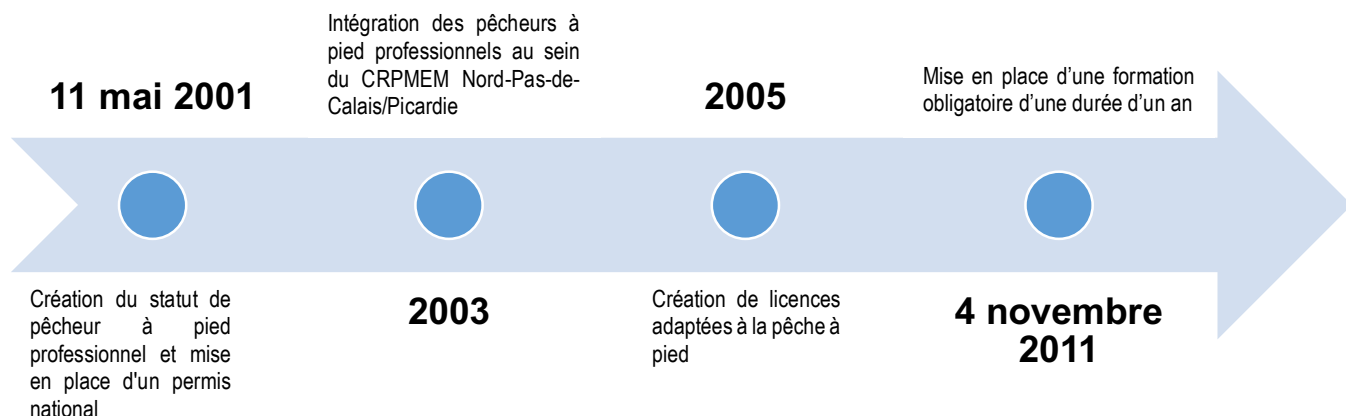 11 mai 2001
Création du statut de
pêcheur à pied
professionnel et mise
en place d'un permis
national
Intégration des pêcheurs à
pied professionnels au sein
du CRPMEM Nord-Pas-de-
Calais/Picardie
2003
2005
Création de licences
adaptées à la pêche à
pied
Mise en place d’une formation
obligatoire d’une durée d’un an
4 novembre
2011